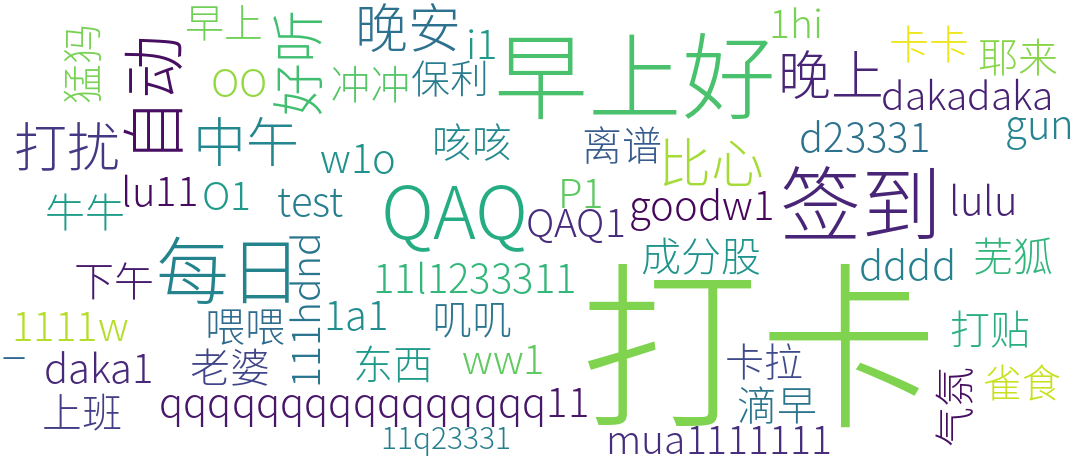 早上
晚安
1hi
i1
猛犸
自动
好听
OO
冲冲
保利
早上好
晚上
卡卡
耶来
dakadaka
打扰
中午
w1o
咳咳
离谱
比心
d23331
gun
lu11
O1
test
QAQ
P1
QAQ1
goodw1
签到
lulu
牛牛
每日
111hdnd
成分股
dddd
芜狐
下午
11l1233311
打卡
1111w
喂喂
1a1
叽叽
打贴
_
daka1
老婆
东西
ww1
卡拉
气氛
雀食
上班
qqqqqqqqqqqqqqqq11
滴早
11q23331
mua1111111